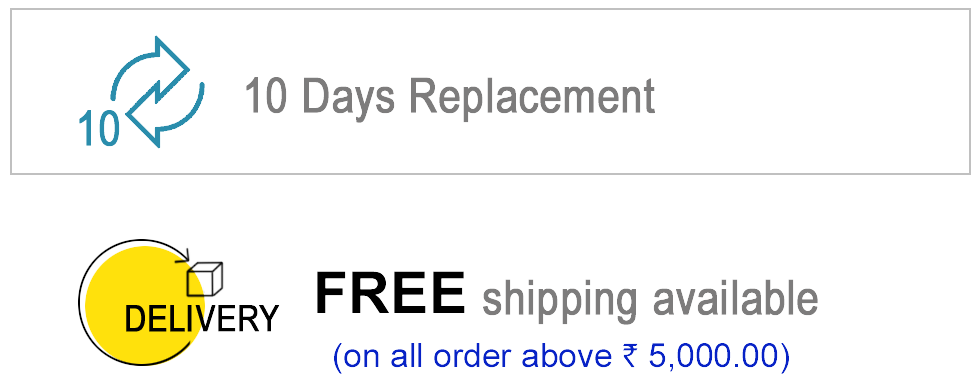 10
10 Days Replacement
DELIVERY
FREE shipping available
(on all order above ₹ 5,000.00)